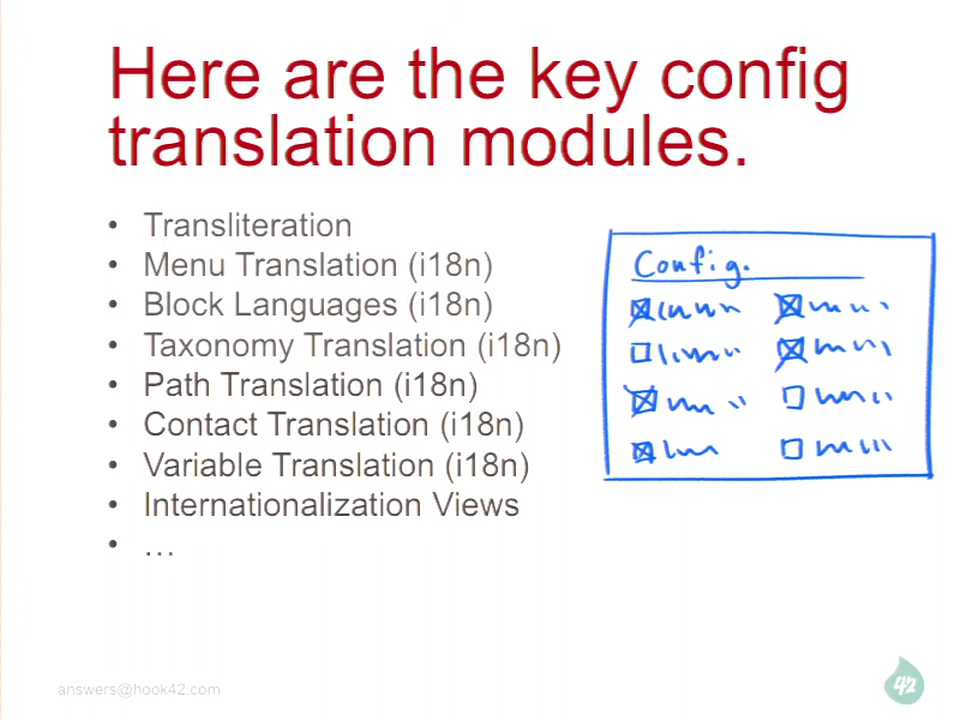 Here are the key config
translation modules.
• Transliteration
• Menu Translation (i18n)
• Block Languages (i18n)
• Taxonomy Translation (i18n)
• Path Translation (i18n)
• Contact Translation (i18n)
• Variable Translation (i18n)
• Internationalization Views
• …
Config.
answers@hook42.com
42